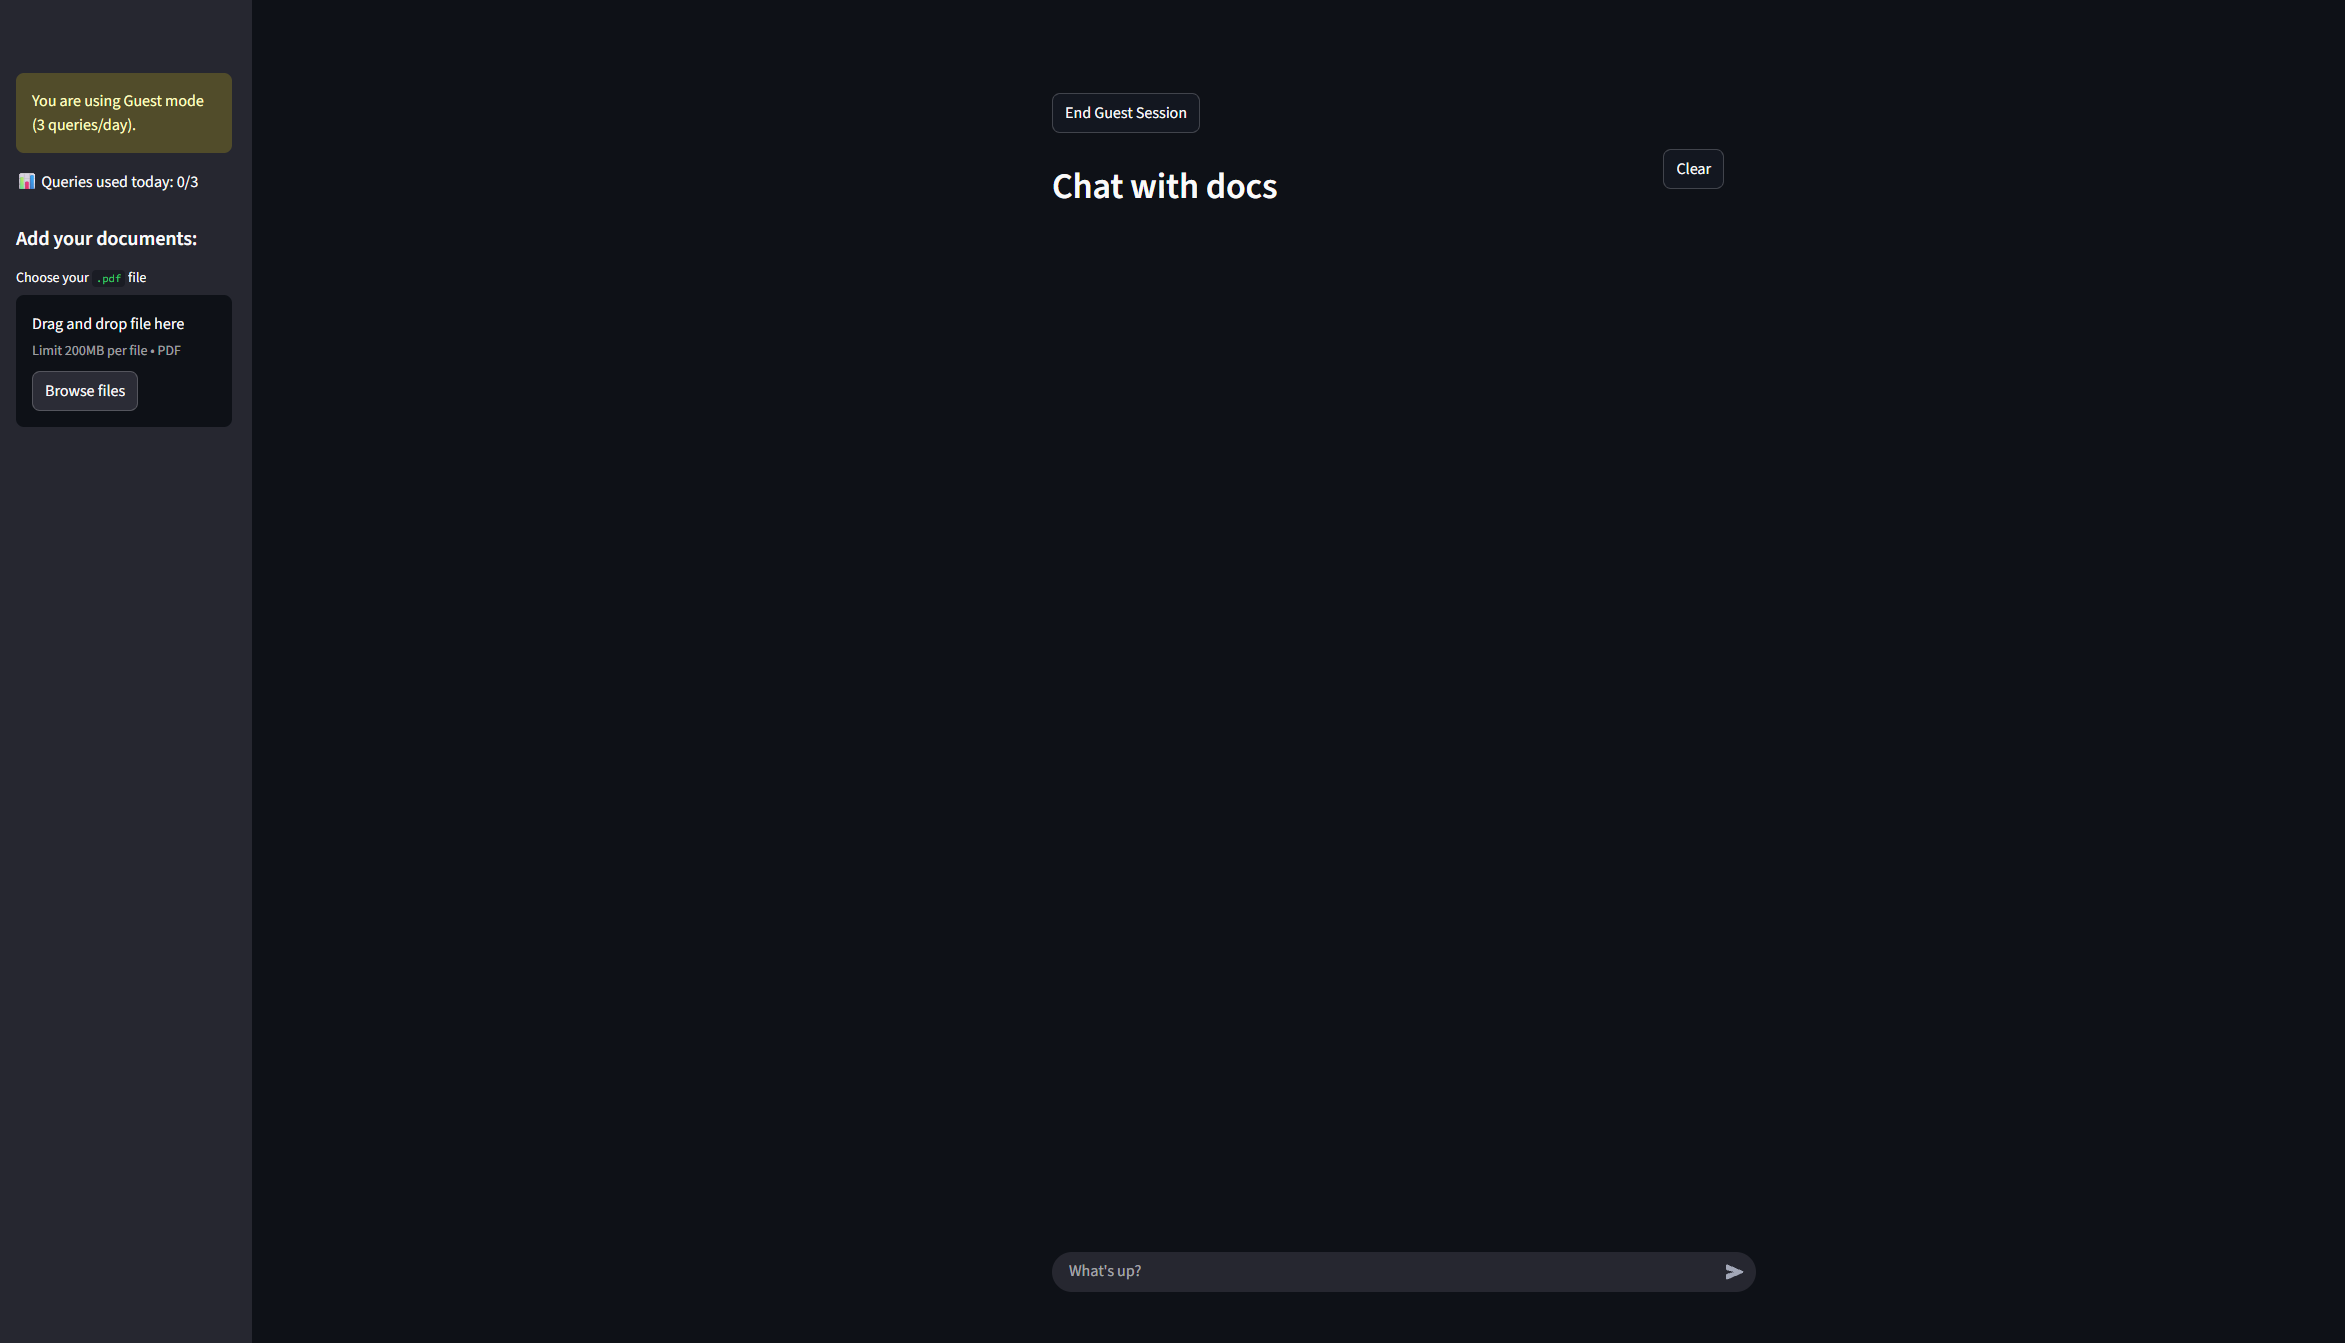 You are using Guest mode
(3 queries/day).
📊 Queries used today: 0/3
Add your documents:
Choose your .pdf file
Drag and drop file here
Limit 200MB per file • PDF
Browse files
End Guest Session
Clear
Chat with docs
What's up?